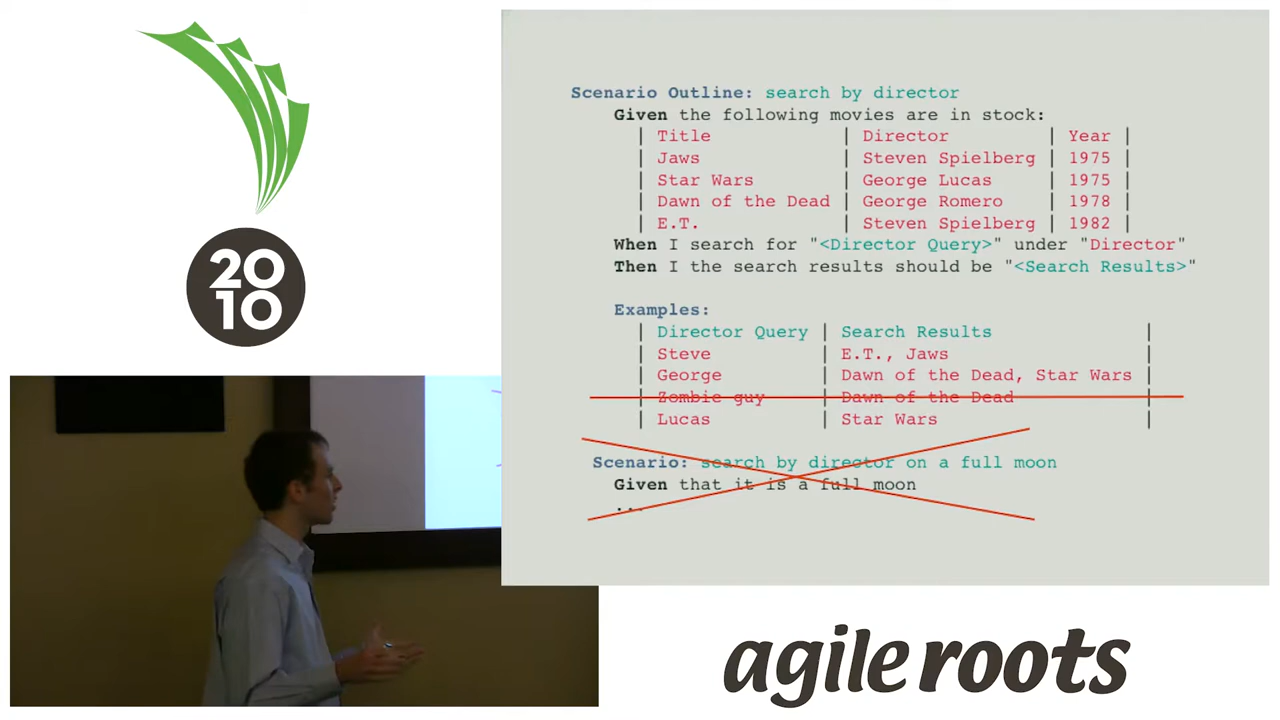 20
10
Scenario Outline: search by director
Given the following movies are in stock:
| Title | Director | Year |
| Jaws | Steven Spielberg | 1975 |
| Star Wars | George Lucas | 1975 |
| Dawn of the Dead | George Romero | 1978 |
| E.T. | Steven Spielberg | 1982 |
When I search for "<Director Query>" under "Director"
Then I the search results should be "<Search Results>"
Examples:
| Director Query | Search Results |
| Steve | E.T., Jaws |
| George | Dawn of the Dead, Star Wars |
| Zombie guy | Dawn of the Dead |
| Lucas | Star Wars |
Scenario: search by director on a full moon
Given that it is a full moon
...
agile roots